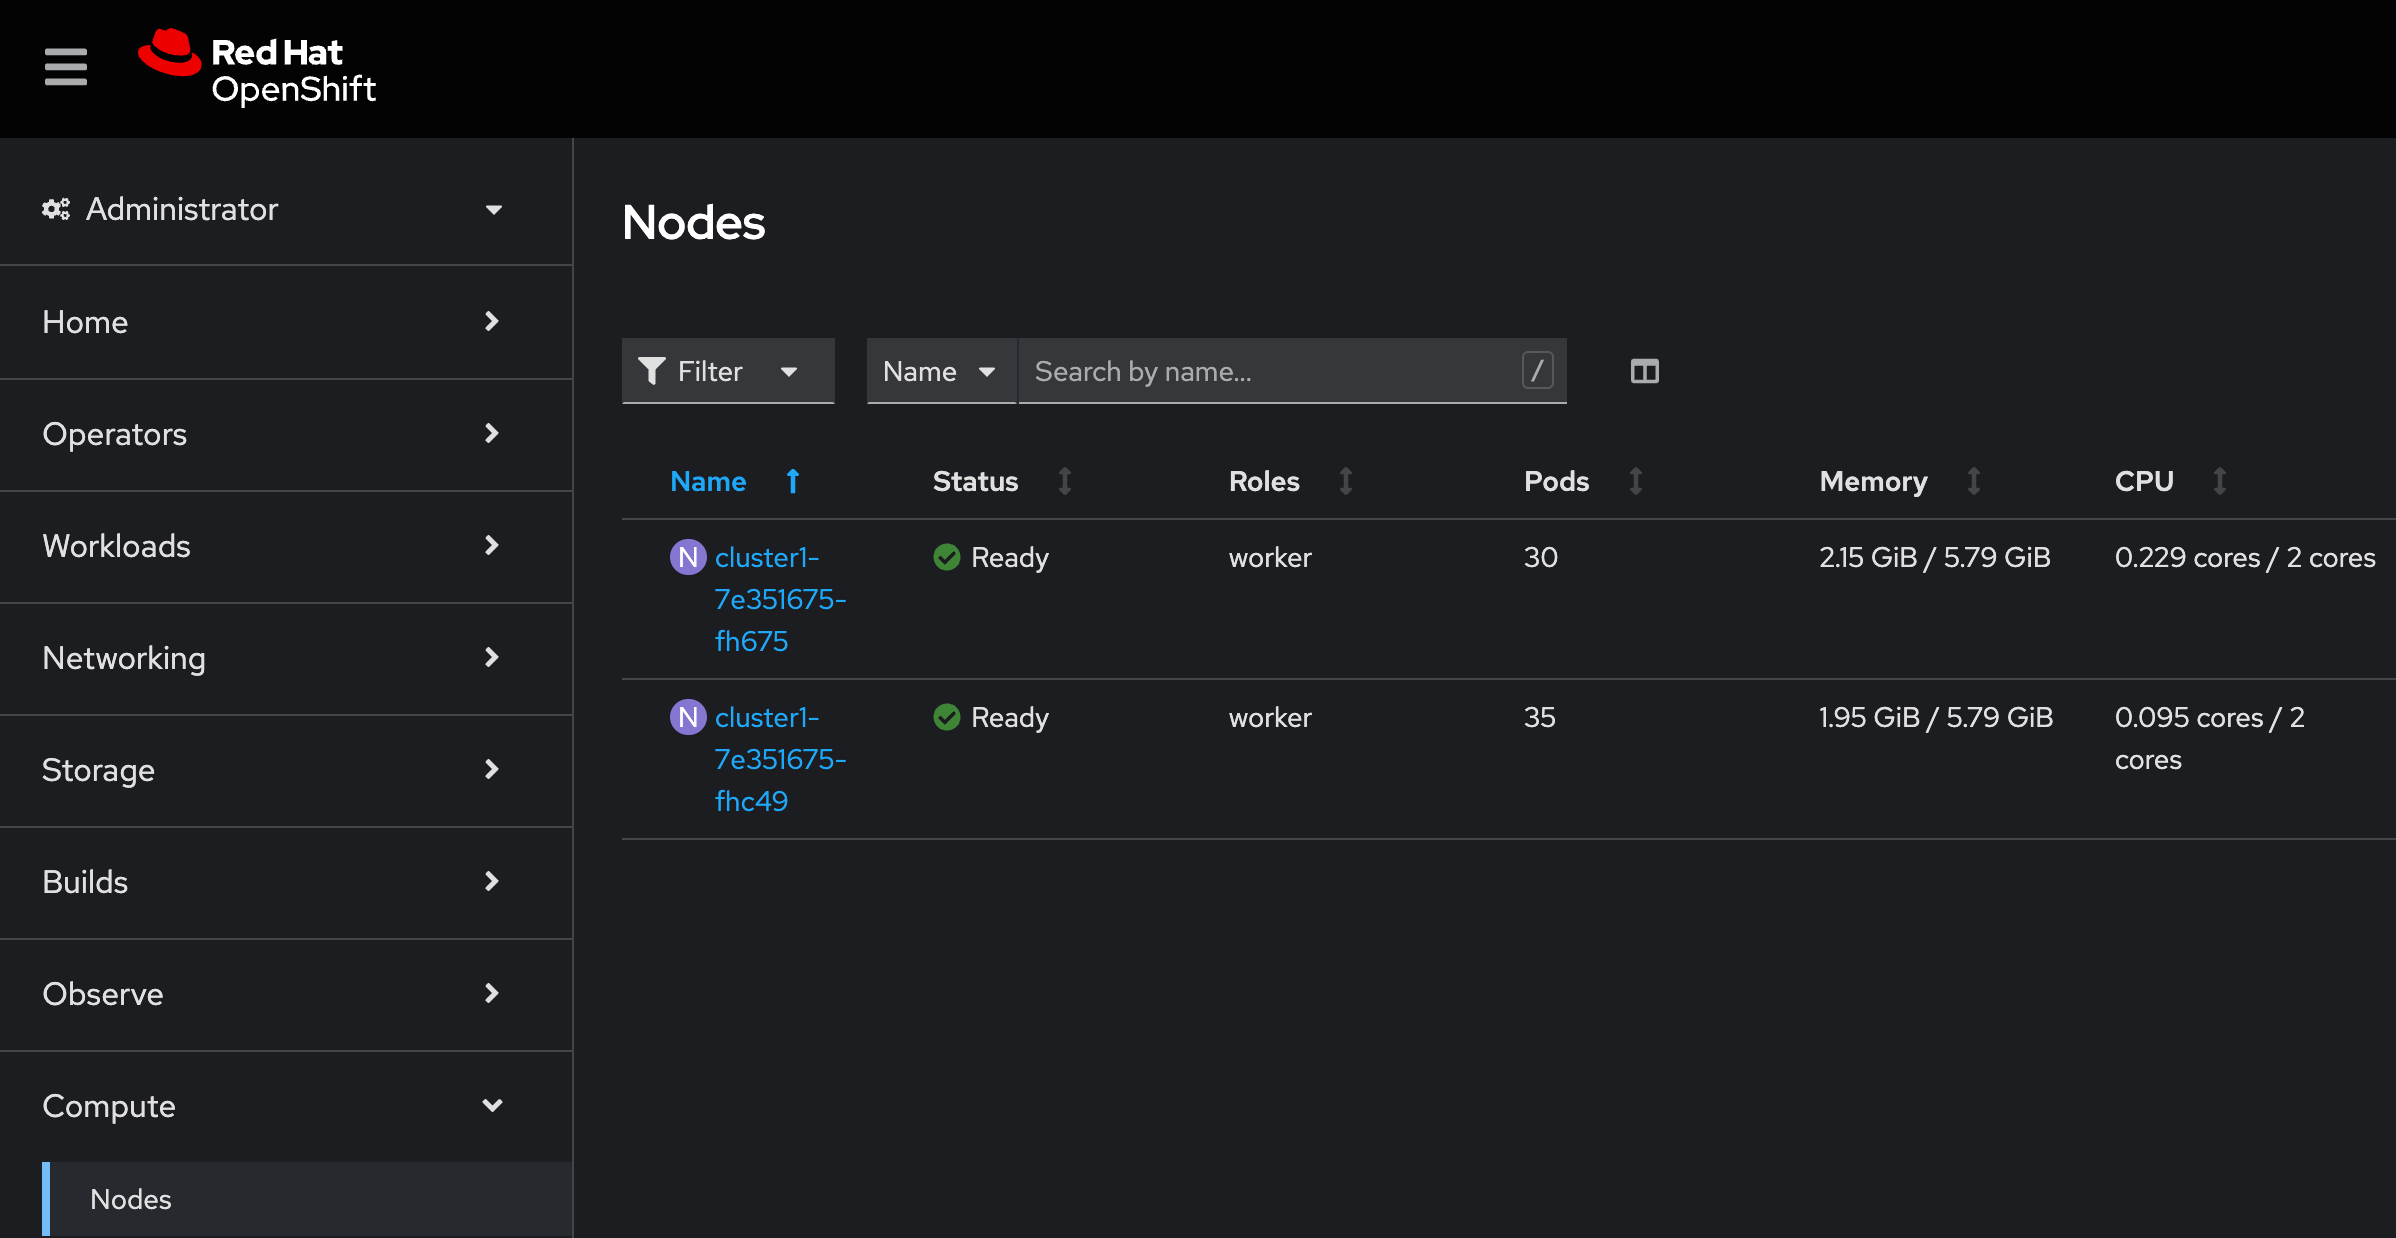 Red Hat
OpenShift
Administrator
Home
Operators
Workloads
Networking
Storage
Builds
Observe
Compute
Nodes
Nodes
Filter
Name
Search by name...
/
Name Status Roles Pods Memory CPU
N cluster1- Ready worker 30 2.15 GiB / 5.79 GiB 0.229 cores / 2 cores
7e351675-
fh675
N cluster1- Ready worker 35 1.95 GiB / 5.79 GiB 0.095 cores / 2
7e351675- cores
fhc49